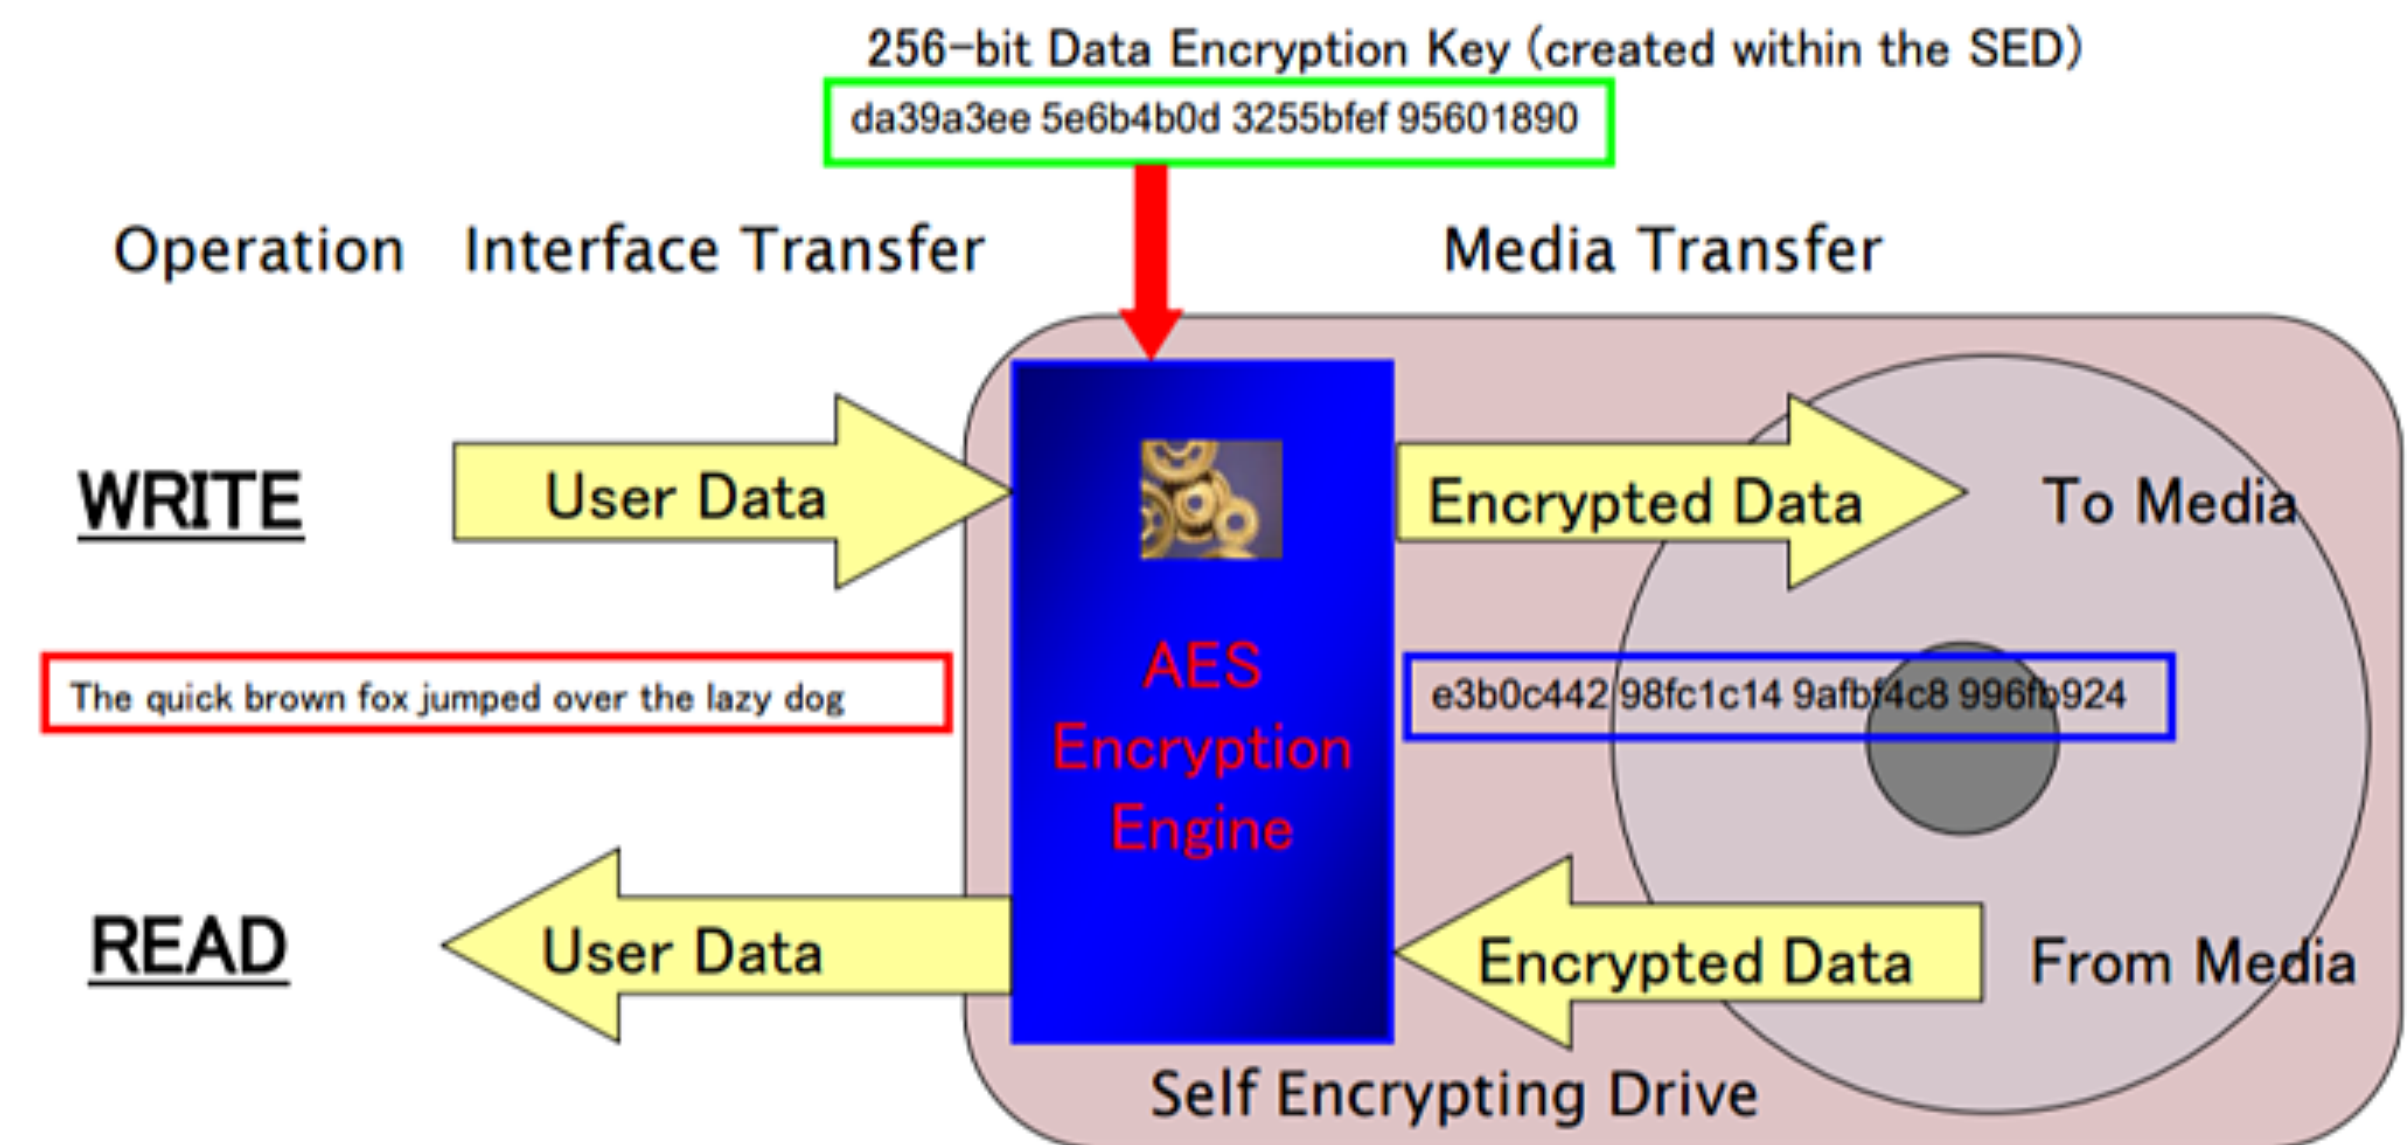 256-bit Data Encryption Key (created within the SED)
da39a3ee 5e6b4b0d 3255bfef 95601890
Operation Interface Transfer Media Transfer
WRITE User Data Encrypted Data To Media
The quick brown fox jumped over the lazy dog
AES
Encryption
Engine
e3b0c442 98fc1c14 9afbf4c8 996fb924
READ User Data Encrypted Data From Media
Self Encrypting Drive